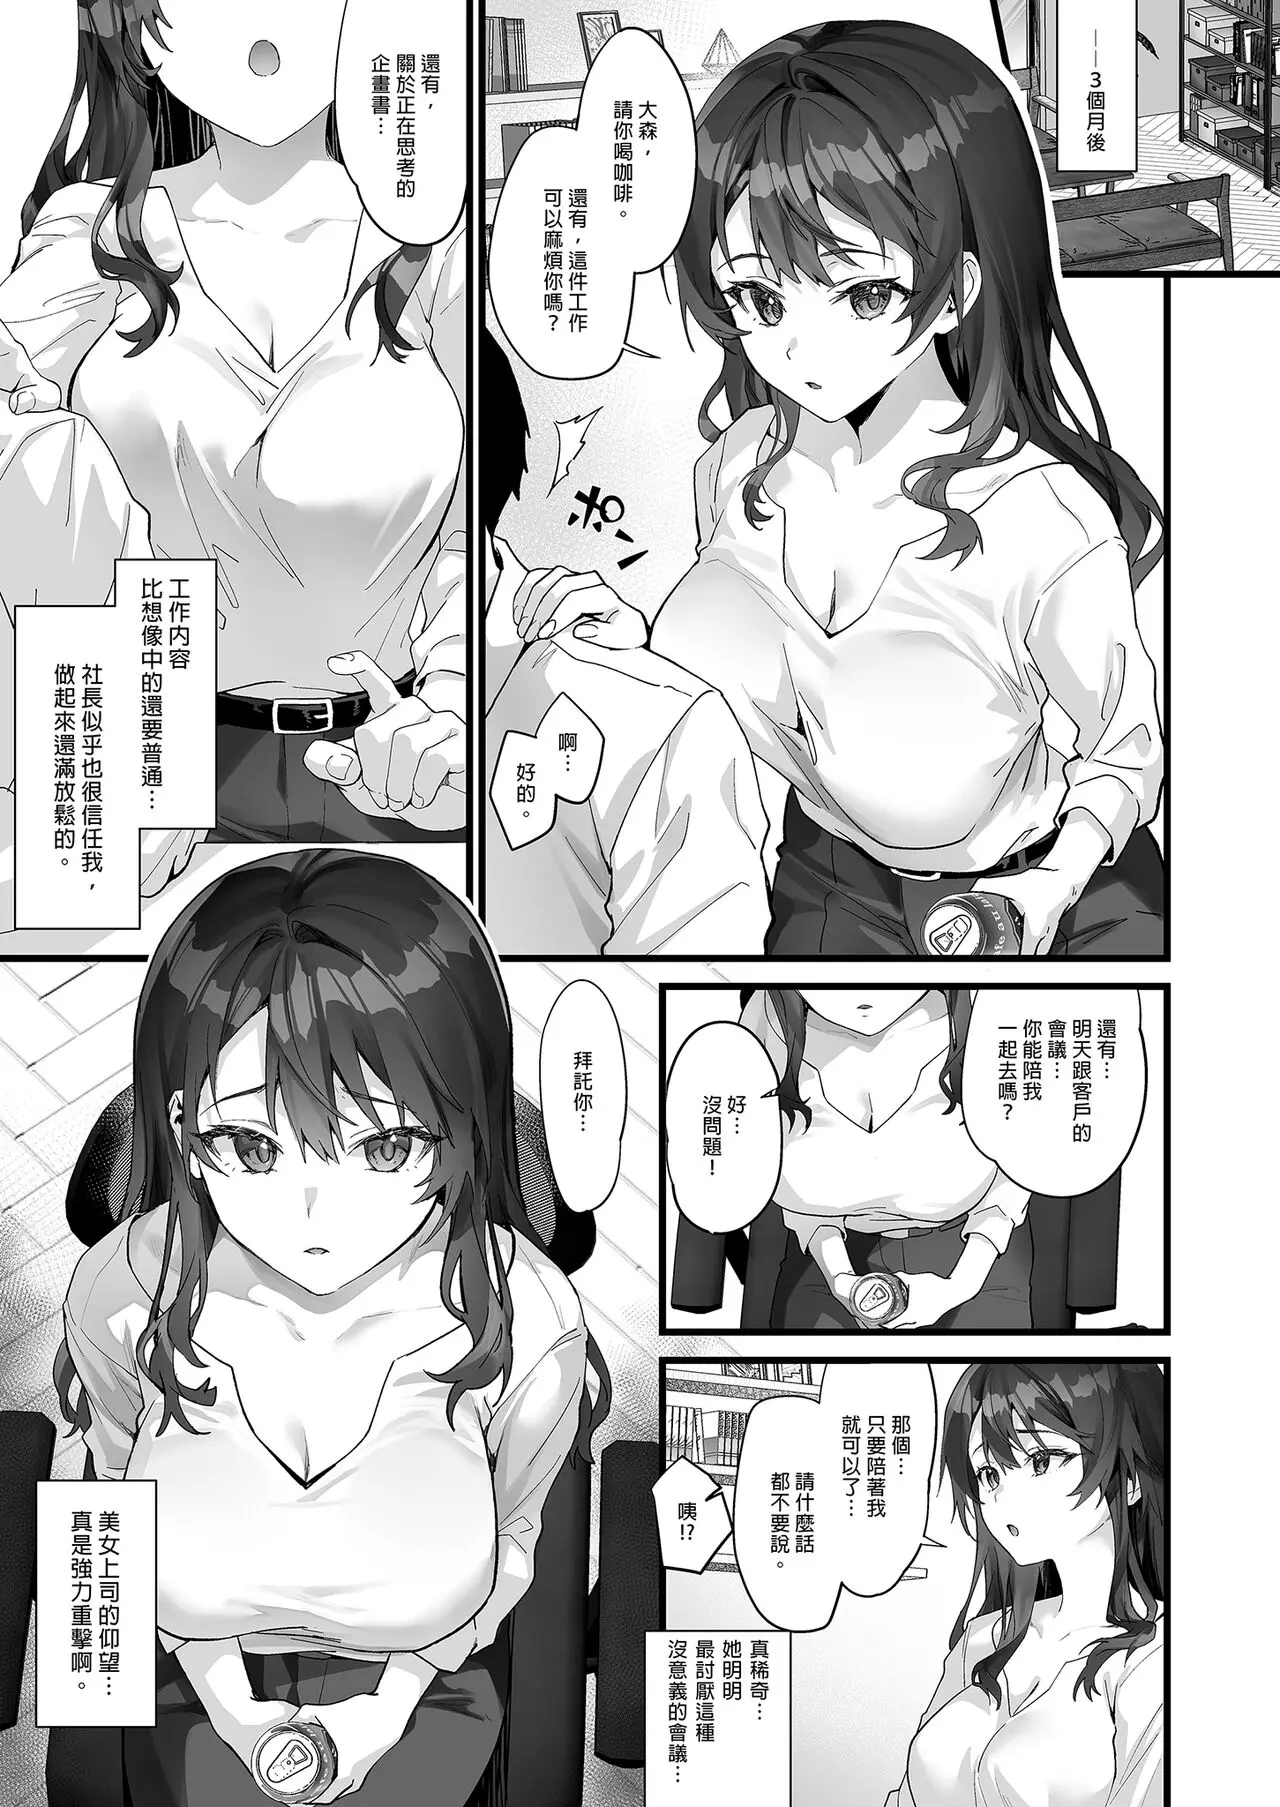 ——3個月後
大森，
請你喝咖啡。
還有，這件工作
可以麻煩你嗎？
ポ
啊…
好的。
還有，
關於正在思考的
企畫書…
工作内容
比想像中的還要普通…
社長似乎也很信任我，
做起來還滿放鬆的。
還有…
明天跟客戶的
會議…
你能陪我
一起去嗎？
好…
沒問題！
那個…
只要陪著我
就可以了…
請什麼話
都不要說。
咦!?
真稀奇…
她明明
最討厭這種
沒意義的會議…
拜託你…
美女上司的仰望…
真是強力重擊啊。